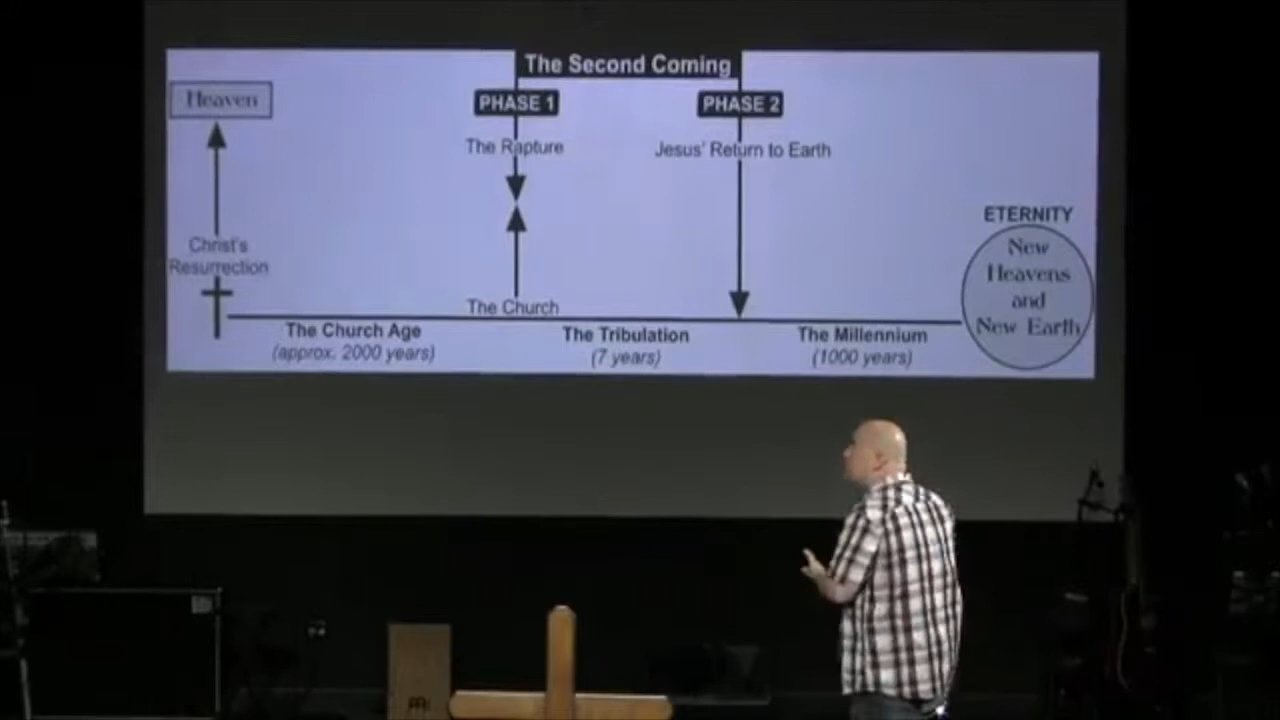 The Second Coming
Heaven
PHASE 1
PHASE 2
The Rapture
Jesus' Return to Earth
ETERNITY
New
Heavens
and
New Earth
Christ's
Resurrection
The Church
The Church Age
(approx. 2000 years)
The Tribulation
(7 years)
The Millennium
(1000 years)